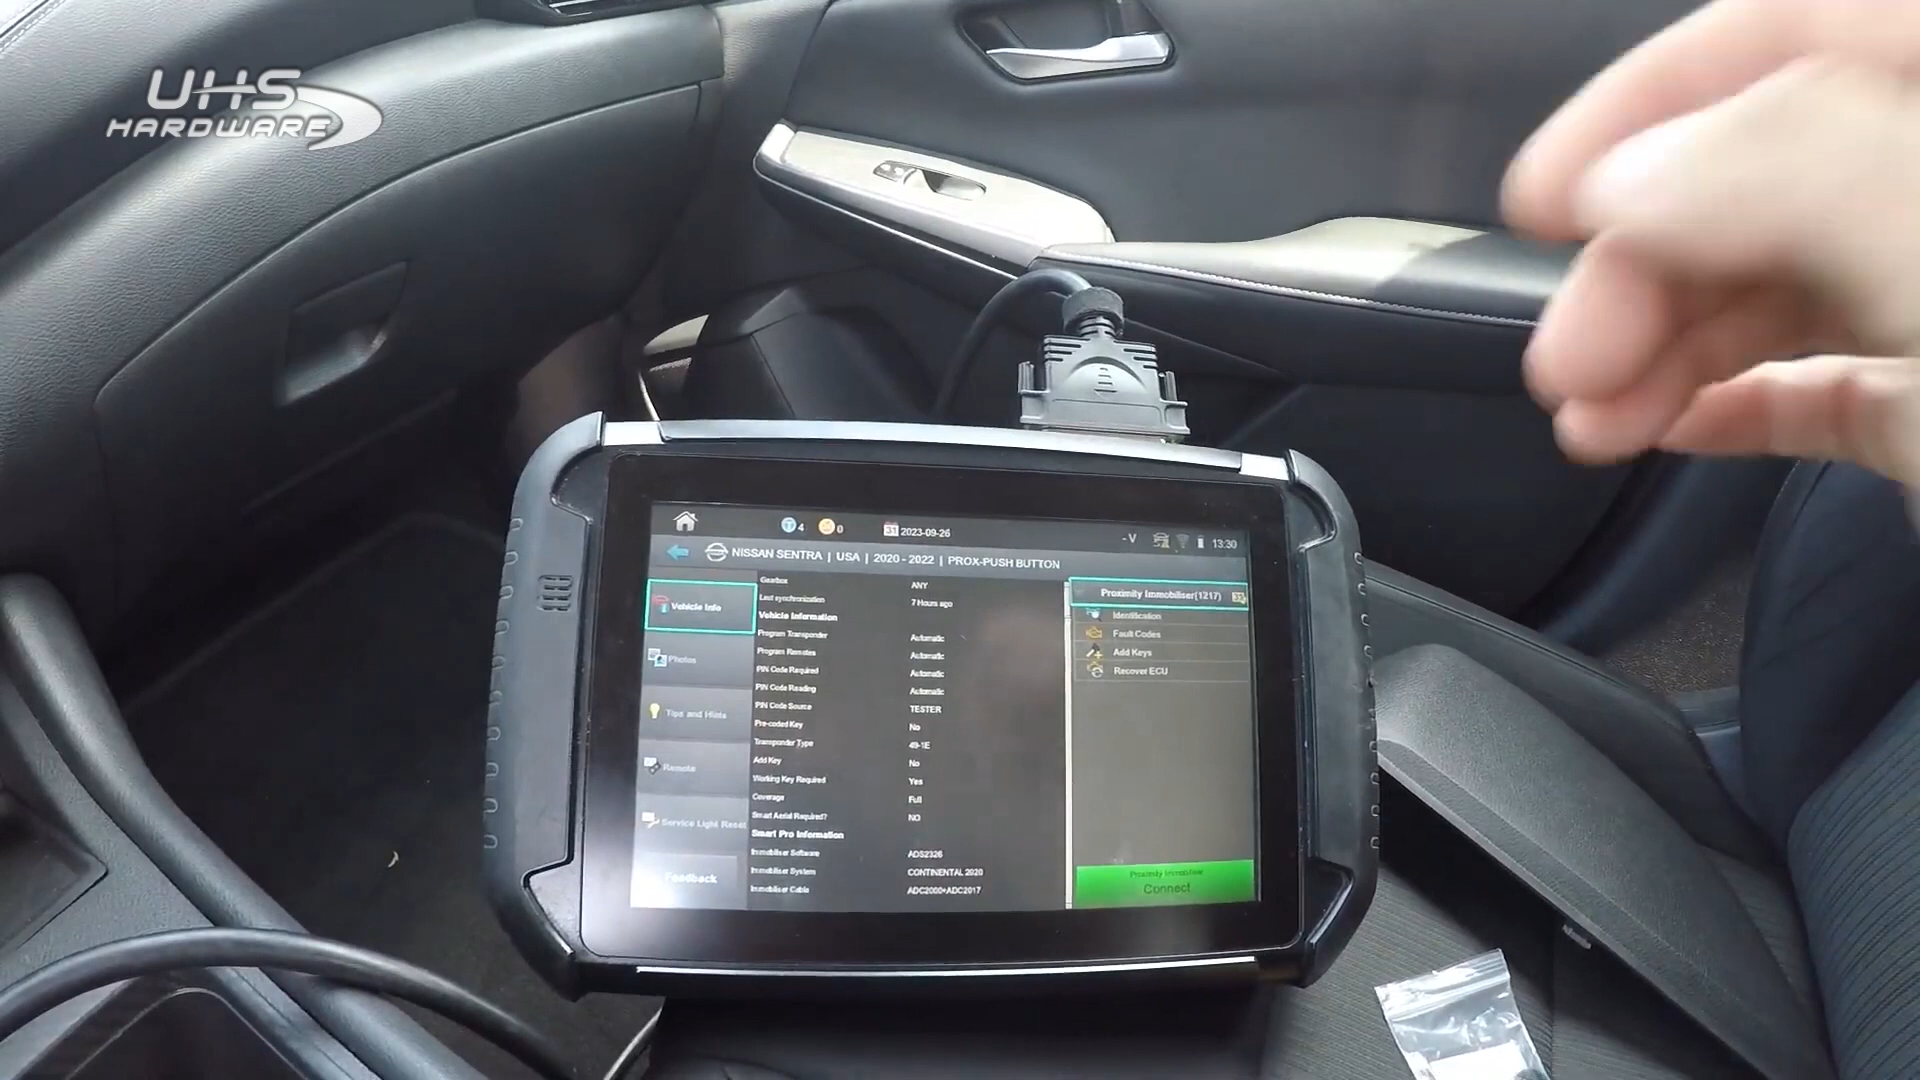 UHS
HARDWARE
4
0
31
2023-09-26
-V
13:30
NISSAN SENTRA | USA | 2020 - 2022 | PROX-PUSH BUTTON
Vehicle Info
Photos
Tips and Hints
Remote
Service Light Reset
Feedback
Gearbox ANY
Last synchronization 7 Hours ago
Vehicle Information
Program Transponder Automatic
Program Remotes Automatic
PIN Code Required Automatic
PIN Code Reading Automatic
PIN Code Source TESTER
Pre-coded Key No
Transponder Type 49-1E
Add Key No
Working Key Required Yes
Coverage Full
Smart Aerial Required? NO
Smart Pro Information
Immobiliser Software ADS2326
Immobiliser System CONTINENTAL 2020
Immobiliser Cable ADC2000+ADC2017
Proximity Immobiliser(1217)
Identification
Fault Codes
Add Keys
Recover ECU
Proximity Immobiliser
Connect